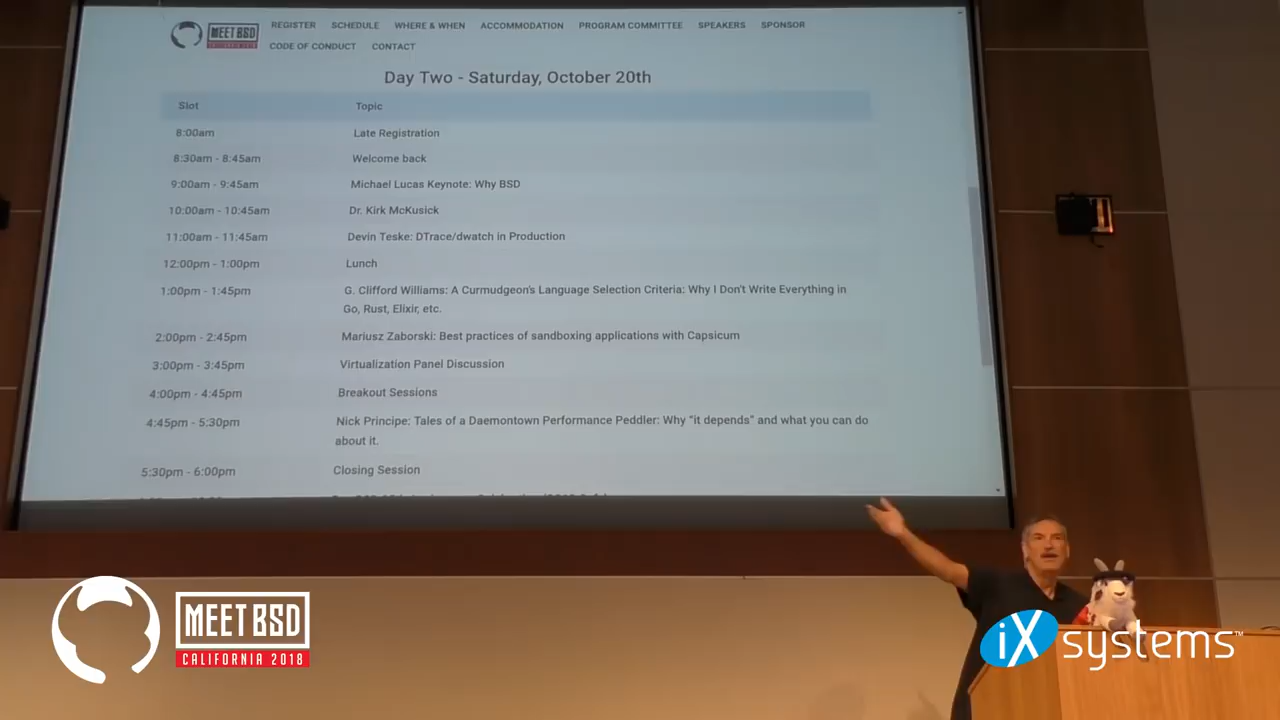 REGISTER SCHEDULE WHERE & WHEN ACCOMMODATION PROGRAM COMMITTEE SPEAKERS SPONSOR
MEET BSD
CALIFORNIA 2018
CODE OF CONDUCT CONTACT
Day Two - Saturday, October 20th
Slot Topic
8:00am Late Registration
8:30am - 8:45am Welcome back
9:00am - 9:45am Michael Lucas Keynote: Why BSD
10:00am - 10:45am Dr. Kirk McKusick
11:00am - 11:45am Devin Teske: DTrace/dwatch in Production
12:00pm - 1:00pm Lunch
1:00pm - 1:45pm G. Clifford Williams: A Curmudgeon's Language Selection Criteria: Why I Don't Write Everything in
Go, Rust, Elixir, etc.
2:00pm - 2:45pm Mariusz Zaborski: Best practices of sandboxing applications with Capsicum
3:00pm - 3:45pm Virtualization Panel Discussion
4:00pm - 4:45pm Breakout Sessions
4:45pm - 5:30pm Nick Principe: Tales of a Daemontown Performance Peddler: Why "it depends" and what you can do
about it.
5:30pm - 6:00pm Closing Session
MEET BSD
CALIFORNIA 2018
iX systems™